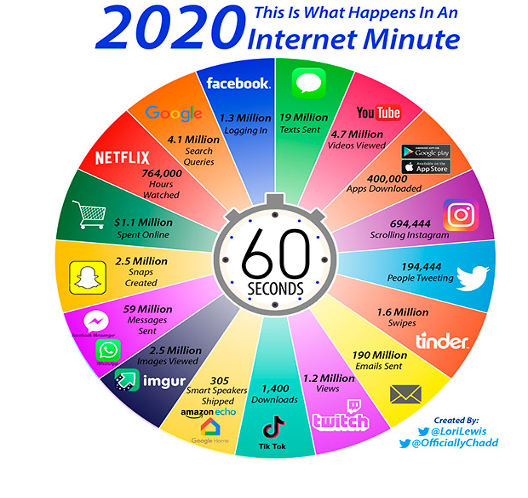 2020 This Is What Happens In An
Internet Minute
facebook.
1.3 Million
Logging In
19 Million
Texts Sent
YouTube
4.7 Million
Videos Viewed
Google play
Available on the
App Store
400,000
Apps Downloaded
694,444
Scrolling Instagram
194,444
People Tweeting
1.6 Million
Swipes
tinder
190 Million
Emails Sent
1.2 Million
Views
twitch
1,400
Downloads
Tik Tok
305
Smart Speakers
Shipped
amazon echo
Google Home
2.5 Million
Images Viewed
imgur
59 Million
Messages
Sent
Facebook Messenger
WhatsApp
2.5 Million
Snaps
Created
$1.1 Million
Spent Online
NETFLIX
764,000
Hours
Watched
Google
4.1 Million
Search
Queries
60
SECONDS
Created By:
@LoriLewis
@OfficiallyChadd